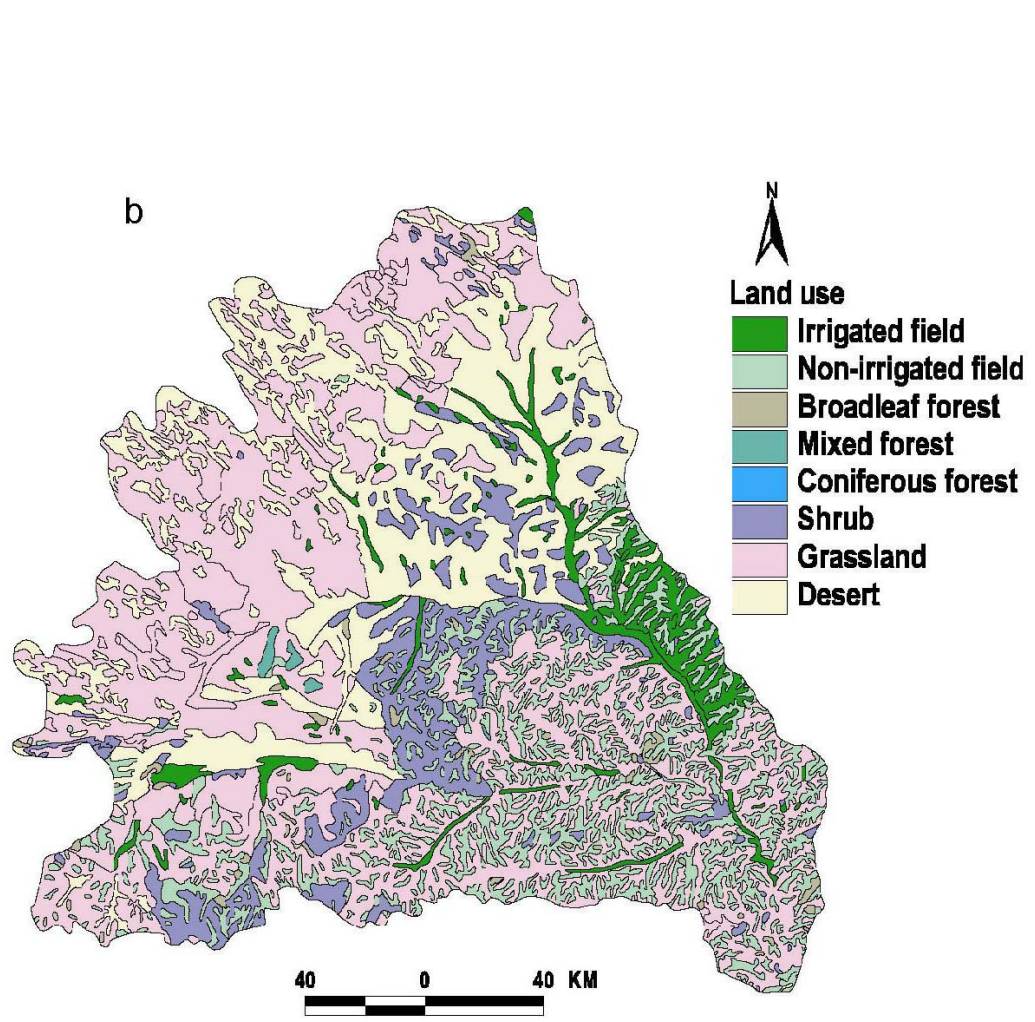 b
N
Land use
Irrigated field
Non-irrigated field
Broadleaf forest
Mixed forest
Coniferous forest
Shrub
Grassland
Desert
40 0 40 KM